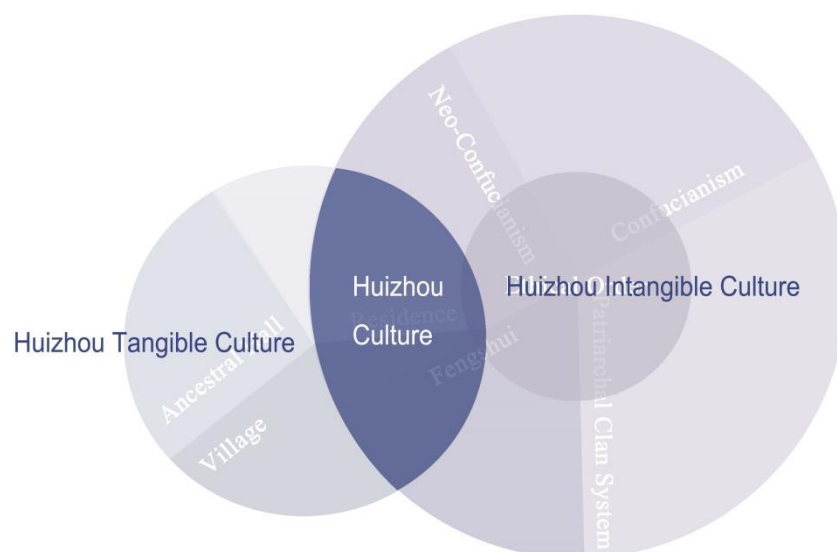 Neo-Confucianism
Confucianism
Huizhou
Culture
Residence
Huizhou Intangible Culture
Huizhou Tangible Culture
Ancestral Hall
Fengshui
Village
Patriarchal Clan System